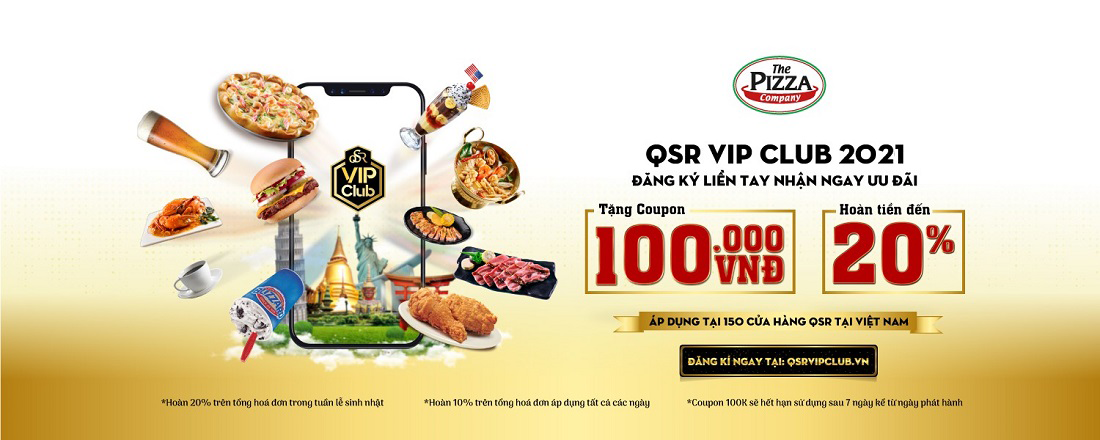 The
PIZZA
Company
QSR
VIP
Club
BLIZZARD
QSR VIP CLUB 2021
ĐĂNG KÝ LIỀN TAY NHẬN NGAY ƯU ĐÃI
Tặng Coupon
100.000
VNĐ
Hoàn tiền đến
20%
ÁP DỤNG TẠI 150 CỬA HÀNG QSR TẠI VIỆT NAM
ĐĂNG KÍ NGAY TẠI: QSRVIPCLUB.VN
*Hoàn 20% trên tổng hoá đơn trong tuần lễ sinh nhật
*Hoàn 10% trên tổng hoá đơn áp dụng tất cả các ngày
*Coupon 100K sẽ hết hạn sử dụng sau 7 ngày kể từ ngày phát hành